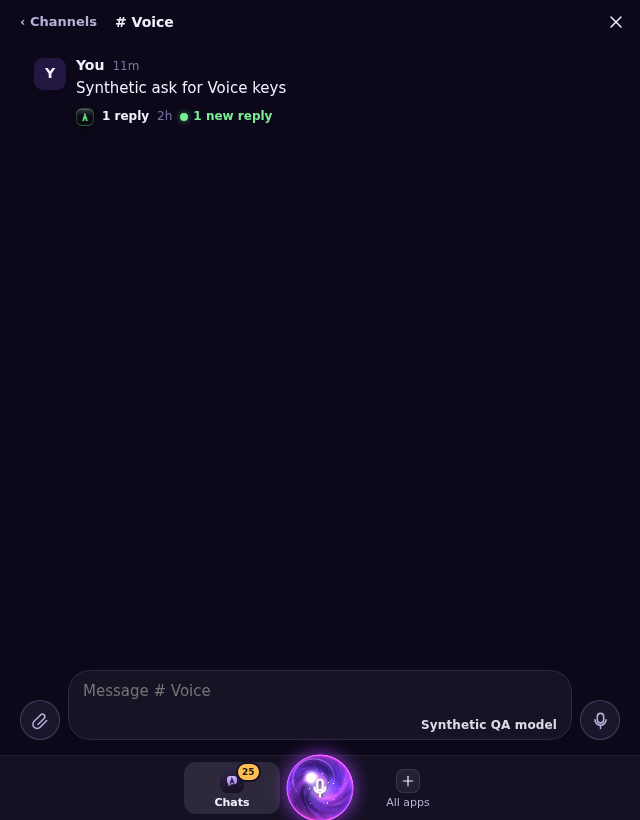 ‹ Channels # Voice
Y
You 11m
Synthetic ask for Voice keys
1 reply 2h 1 new reply
Message # Voice
Synthetic QA model
25
Chats
All apps